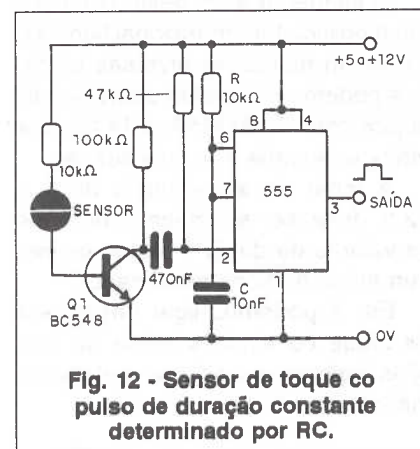 +5a+12V
R
10kΩ
47kΩ
100kΩ
10kΩ
8
4
6
7
555
3
SAÍDA
SENSOR
2
1
470nF
C
10nF
Q1
BC548
0V
Fig. 12 - Sensor de toque co
pulso de duração constante
determinado por RC.